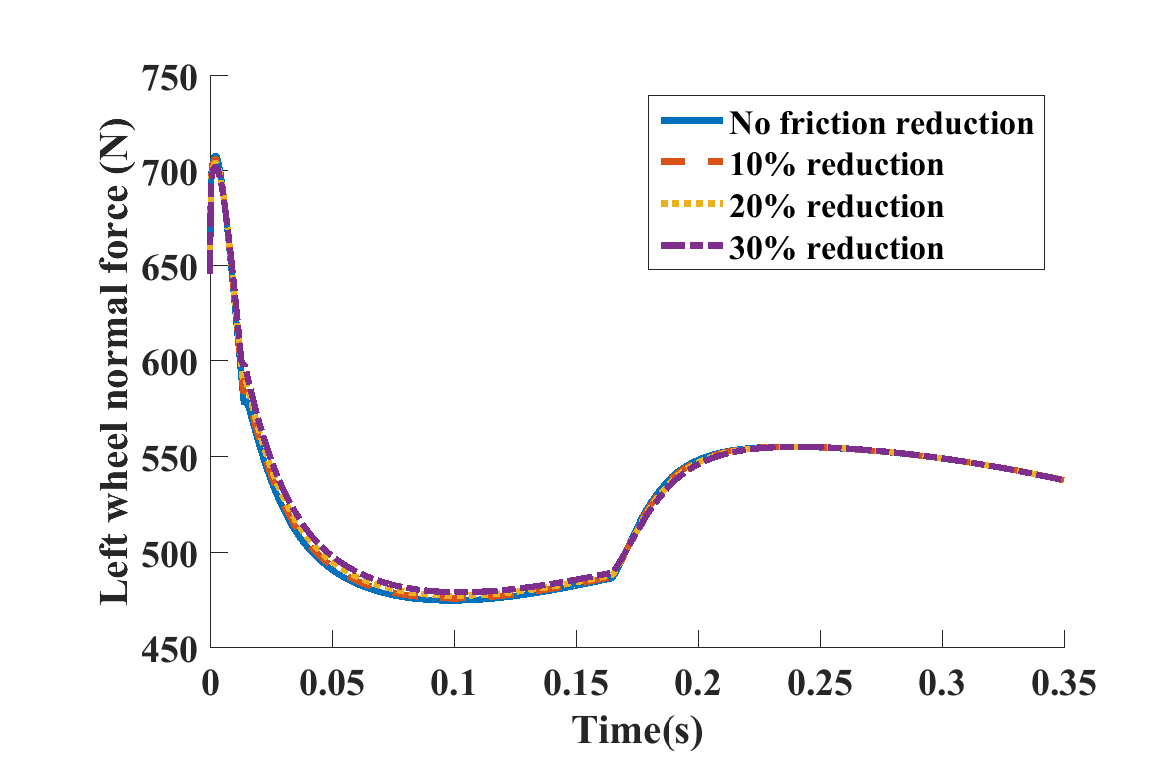 750
700
650
600
550
500
450
Left wheel normal force (N)
No friction reduction
10% reduction
20% reduction
30% reduction
0 0.05 0.1 0.15 0.2 0.25 0.3 0.35
Time(s)